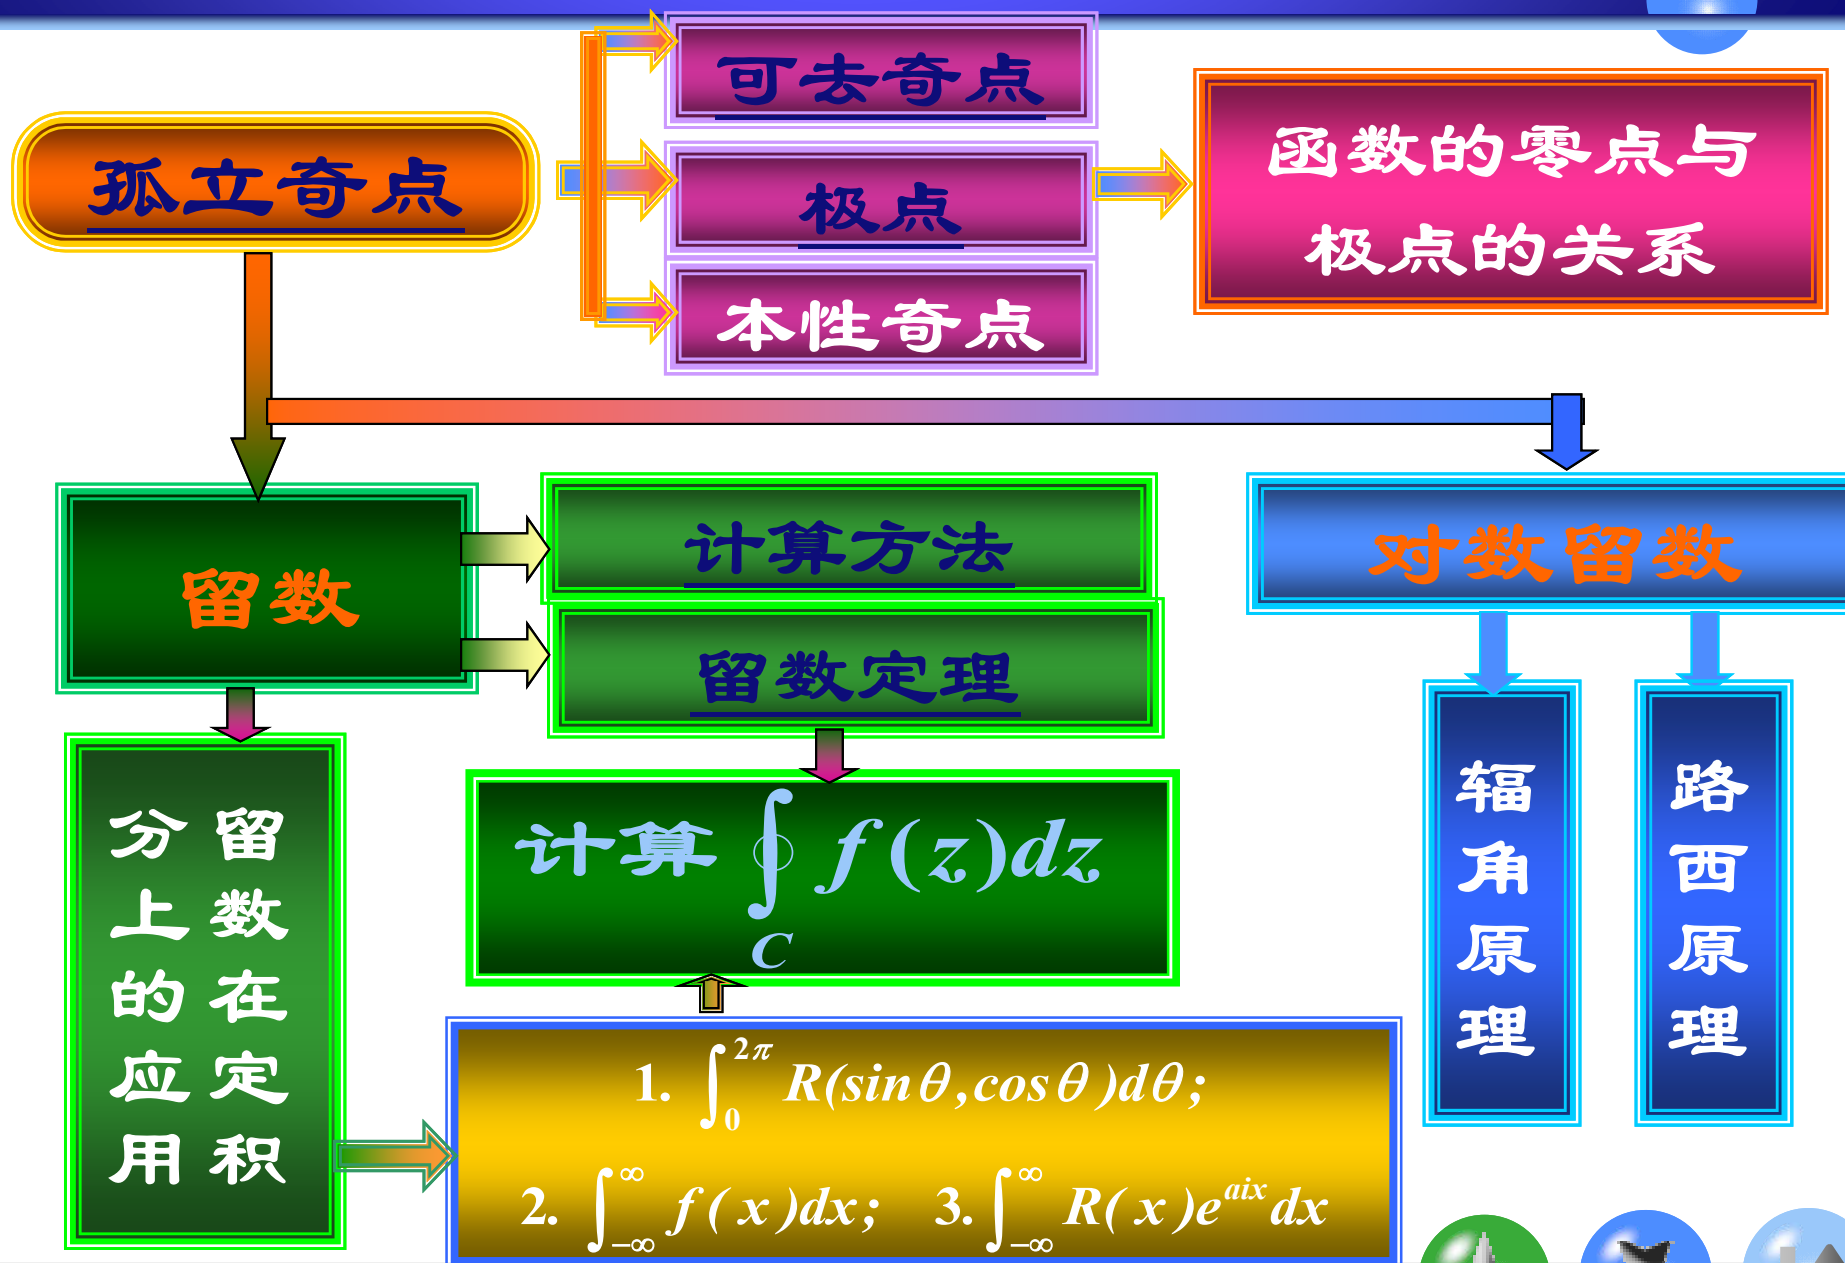 可去奇点
孤立奇点
极点
本性奇点
函数的零点与
极点的关系
留数
计算方法
留数定理
对数留数
计算 ∮_C f(z)dz
留数在定积
分上的应用
辐角原理
路西原理
1. ∫_0^{2π} R(sinθ,cosθ)dθ;
2. ∫_{-∞}^{∞} f(x)dx; 3. ∫_{-∞}^{∞} R(x)e^{aix}dx